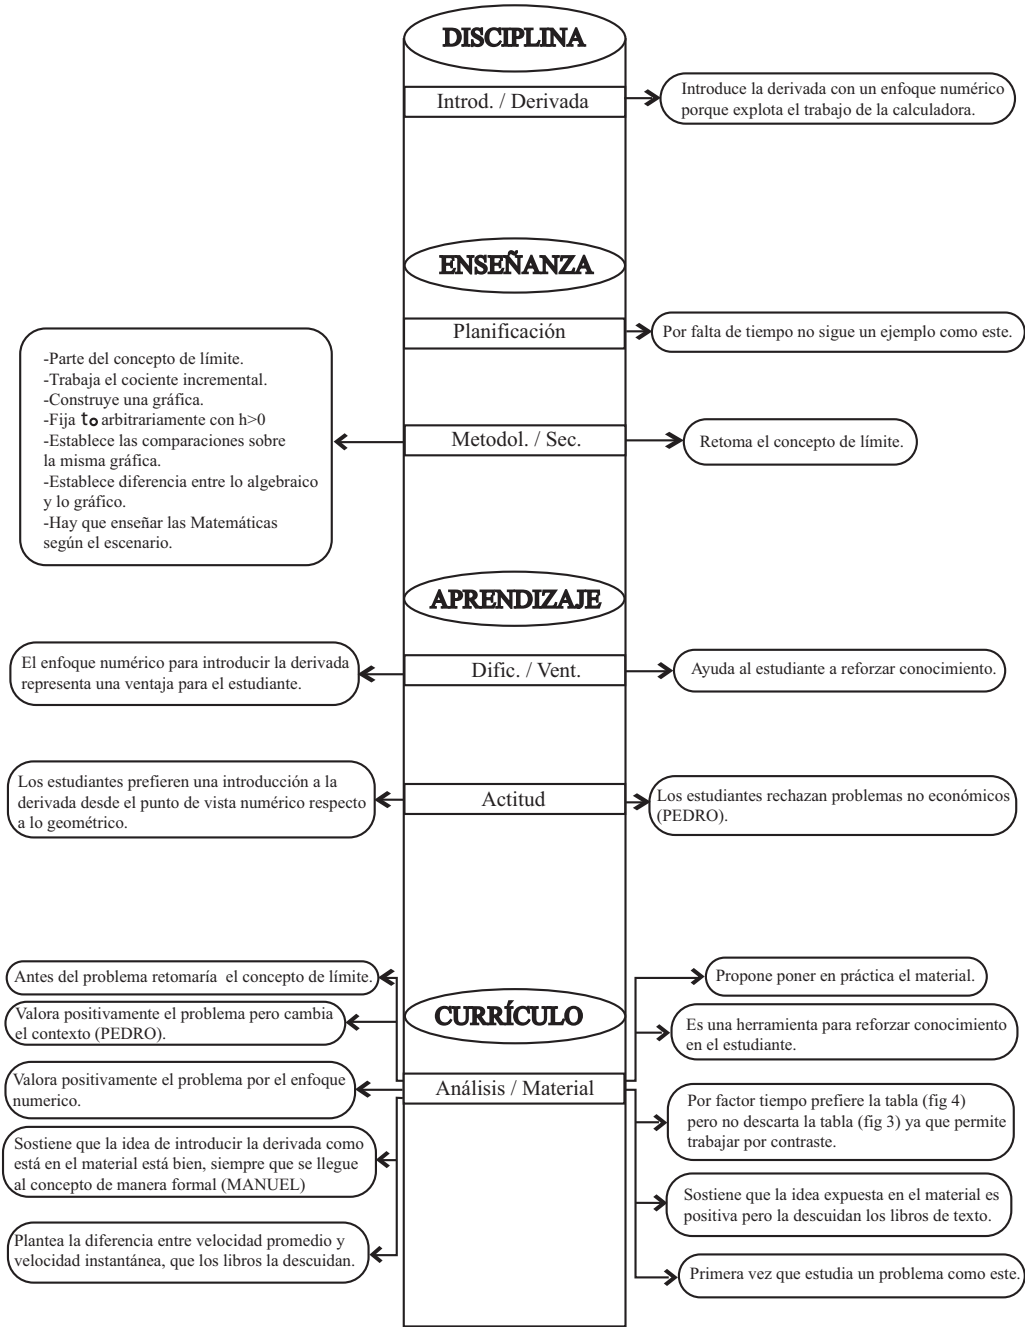 DISCIPLINA
Introd. / Derivada
Introduce la derivada con un enfoque numérico
porque explota el trabajo de la calculadora.
ENSEÑANZA
Planificación
Por falta de tiempo no sigue un ejemplo como este.
-Parte del concepto de límite.
-Trabaja el cociente incremental.
-Construye una gráfica.
-Fija to arbitrariamente con h>0
-Establece las comparaciones sobre
la misma gráfica.
-Establece diferencia entre lo algebraico
y lo gráfico.
-Hay que enseñar las Matemáticas
según el escenario.
Metodol. / Sec.
Retoma el concepto de límite.
APRENDIZAJE
El enfoque numérico para introducir la derivada
representa una ventaja para el estudiante.
Dific. / Vent.
Ayuda al estudiante a reforzar conocimiento.
Los estudiantes prefieren una introducción a la
derivada desde el punto de vista numérico respecto
a lo geométrico.
Actitud
Los estudiantes rechazan problemas no económicos
(PEDRO).
CURRÍCULO
Antes del problema retomaría el concepto de límite.
Valora positivamente el problema pero cambia
el contexto (PEDRO).
Valora positivamente el problema por el enfoque
numerico.
Sostiene que la idea de introducir la derivada como
está en el material está bien, siempre que se llegue
al concepto de manera formal (MANUEL)
Plantea la diferencia entre velocidad promedio y
velocidad instantánea, que los libros la descuidan.
Análisis / Material
Propone poner en práctica el material.
Es una herramienta para reforzar conocimiento
en el estudiante.
Por factor tiempo prefiere la tabla (fig 4)
pero no descarta la tabla (fig 3) ya que permite
trabajar por contraste.
Sostiene que la idea expuesta en el material es
positiva pero la descuidan los libros de texto.
Primera vez que estudia un problema como este.